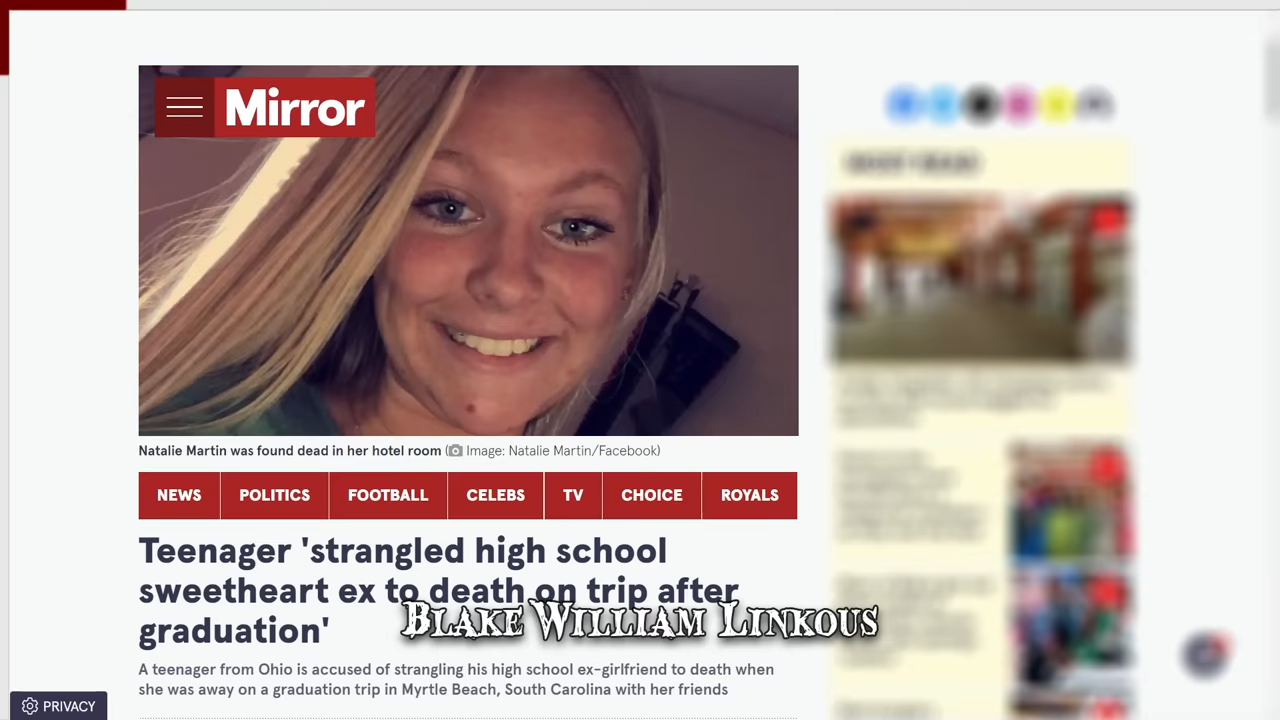 Mirror
Natalie Martin was found dead in her hotel room (Image: Natalie Martin/Facebook)
NEWS POLITICS FOOTBALL CELEBS TV CHOICE ROYALS
Teenager 'strangled high school
sweetheart ex to death on trip after
graduation'
Blake William Linkous
A teenager from Ohio is accused of strangling his high school ex-girlfriend to death when
she was away on a graduation trip in Myrtle Beach, South Carolina with her friends
PRIVACY